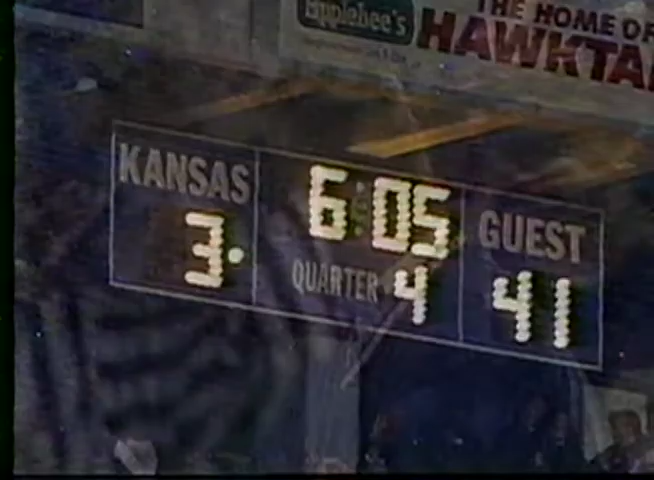 Applebee's
THE HOME OF
HAWKTA
KANSAS
6:05
GUEST
3
QUARTER 4
41